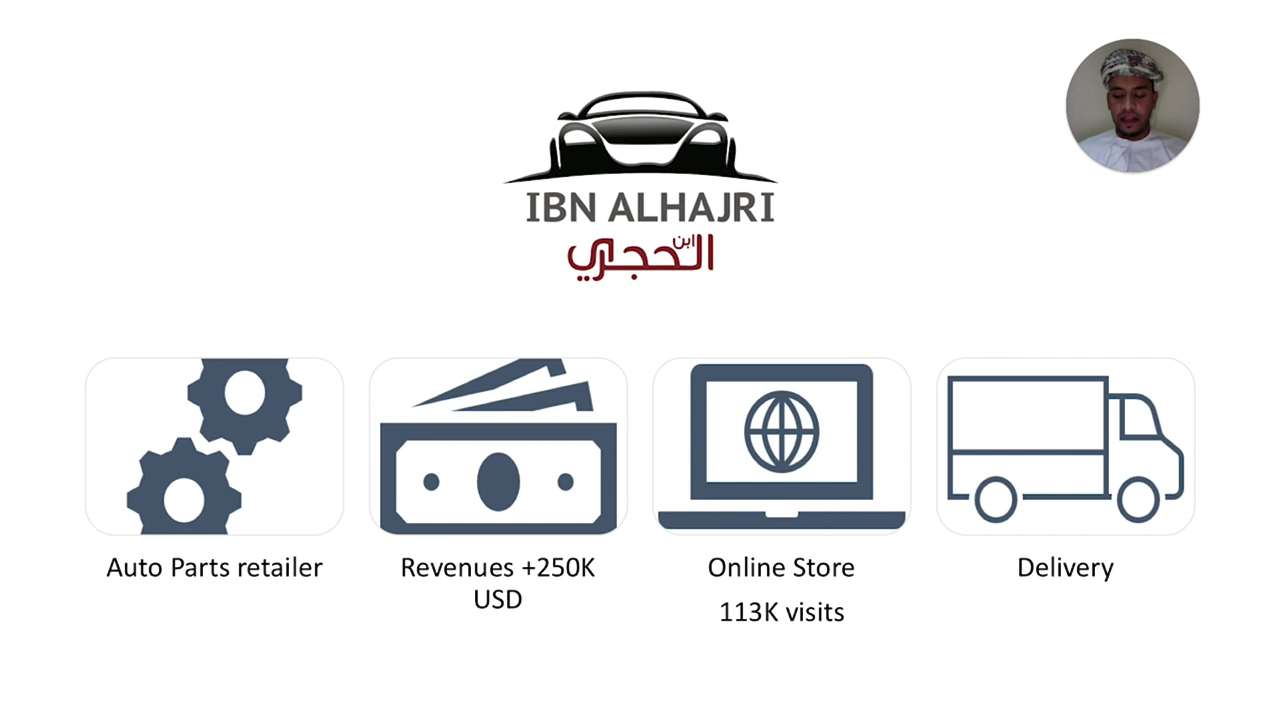 IBN ALHAJRI
ابن الحجري
Auto Parts retailer
Revenues +250K
USD
Online Store
113K visits
Delivery